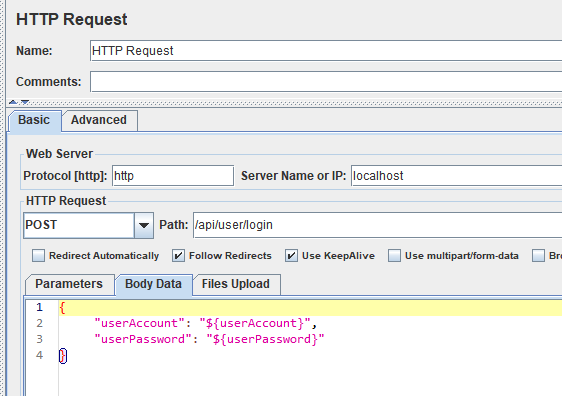 HTTP Request
Name: HTTP Request
Comments:
Basic Advanced
Web Server
Protocol [http]: http Server Name or IP: localhost
HTTP Request
POST Path: /api/user/login
Redirect Automatically Follow Redirects Use KeepAlive Use multipart/form-data Br
Parameters Body Data Files Upload
1 {
2 "userAccount": "${userAccount}",
3 "userPassword": "${userPassword}"
4 }